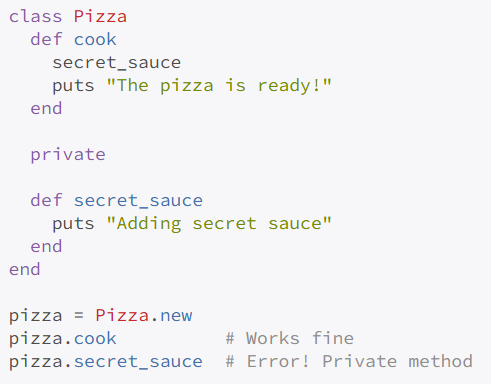 class Pizza
  def cook
    secret_sauce
    puts "The pizza is ready!"
  end

  private

  def secret_sauce
    puts "Adding secret sauce"
  end
end

pizza = Pizza.new
pizza.cook          # Works fine
pizza.secret_sauce  # Error! Private method